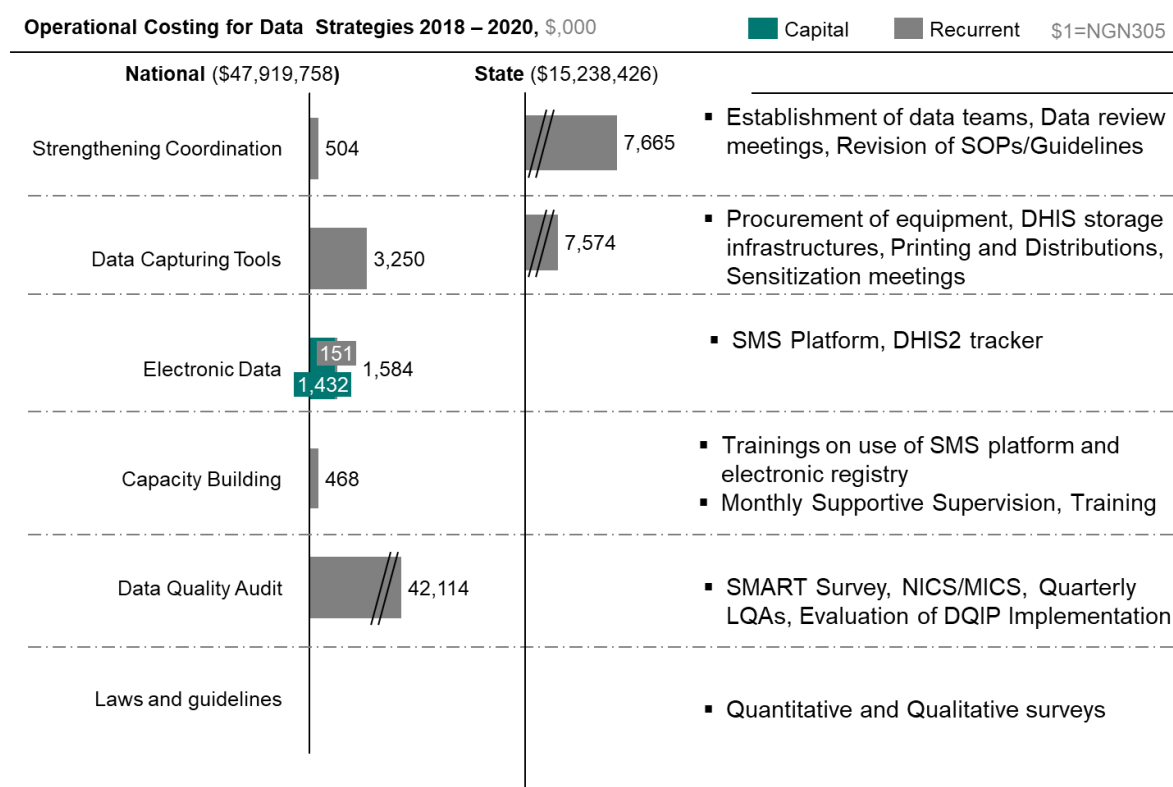 Operational Costing for Data Strategies 2018 – 2020, $,000
Capital
Recurrent
$1=NGN305
National ($47,919,758)
State ($15,238,426)
Strengthening Coordination
504
7,665
▪ Establishment of data teams, Data review
meetings, Revision of SOPs/Guidelines
Data Capturing Tools
3,250
7,574
▪ Procurement of equipment, DHIS storage
infrastructures, Printing and Distributions,
Sensitization meetings
Electronic Data
151
1,432
1,584
▪ SMS Platform, DHIS2 tracker
Capacity Building
468
▪ Trainings on use of SMS platform and
electronic registry
▪ Monthly Supportive Supervision, Training
Data Quality Audit
42,114
▪ SMART Survey, NICS/MICS, Quarterly
LQAs, Evaluation of DQIP Implementation
Laws and guidelines
▪ Quantitative and Qualitative surveys